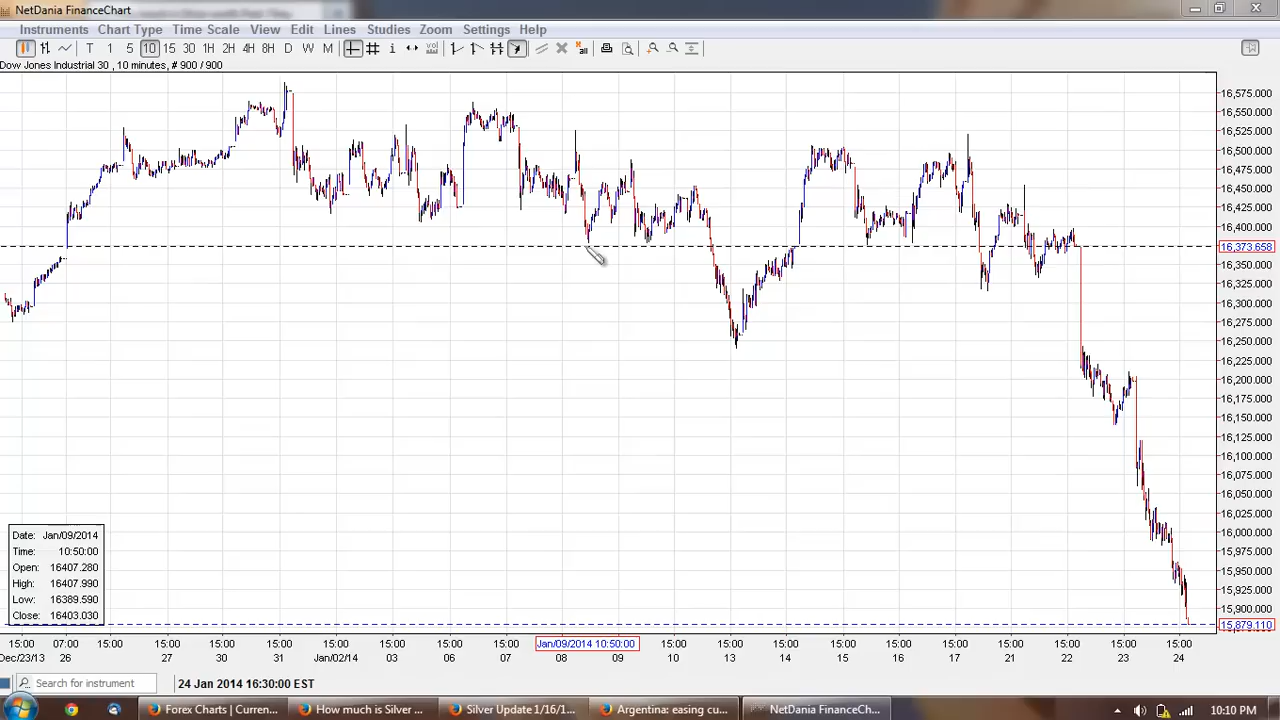 NetDania FinanceChart
Instruments Chart Type Time Scale View Edit Lines Studies Zoom Settings Help
T 1 5 10 15 30 1H 2H 4H 8H D W M
Dow Jones Industrial 30 , 10 minutes, # 900 / 900
16,575.000
16,550.000
16,525.000
16,500.000
16,475.000
16,450.000
16,425.000
16,400.000
16,373.658
16,350.000
16,325.000
16,300.000
16,275.000
16,250.000
16,225.000
16,200.000
16,175.000
16,150.000
16,125.000
16,100.000
16,075.000
16,050.000
16,025.000
16,000.000
15,975.000
15,950.000
15,925.000
15,900.000
15,879.110
Date: Jan/09/2014
Time: 10:50:00
Open: 16407.280
High: 16407.990
Low: 16389.590
Close: 16403.030
15:00 07:00 15:00 15:00 15:00 15:00 15:00 15:00 15:00 15:00 Jan/09/2014 10:50:00 15:00 15:00 15:00 15:00 15:00 15:00 15:00 15:00 15:00 15:00
Dec/23/13 26 27 30 31 Jan/02/14 03 06 07 08 09 10 13 14 15 16 17 21 22 23 24
Search for instrument 24 Jan 2014 16:30:00 EST
Forex Charts | Curren... How much is Silver ... Silver Update 1/16/1... Argentina: easing cu... NetDania FinanceCh... 10:10 PM